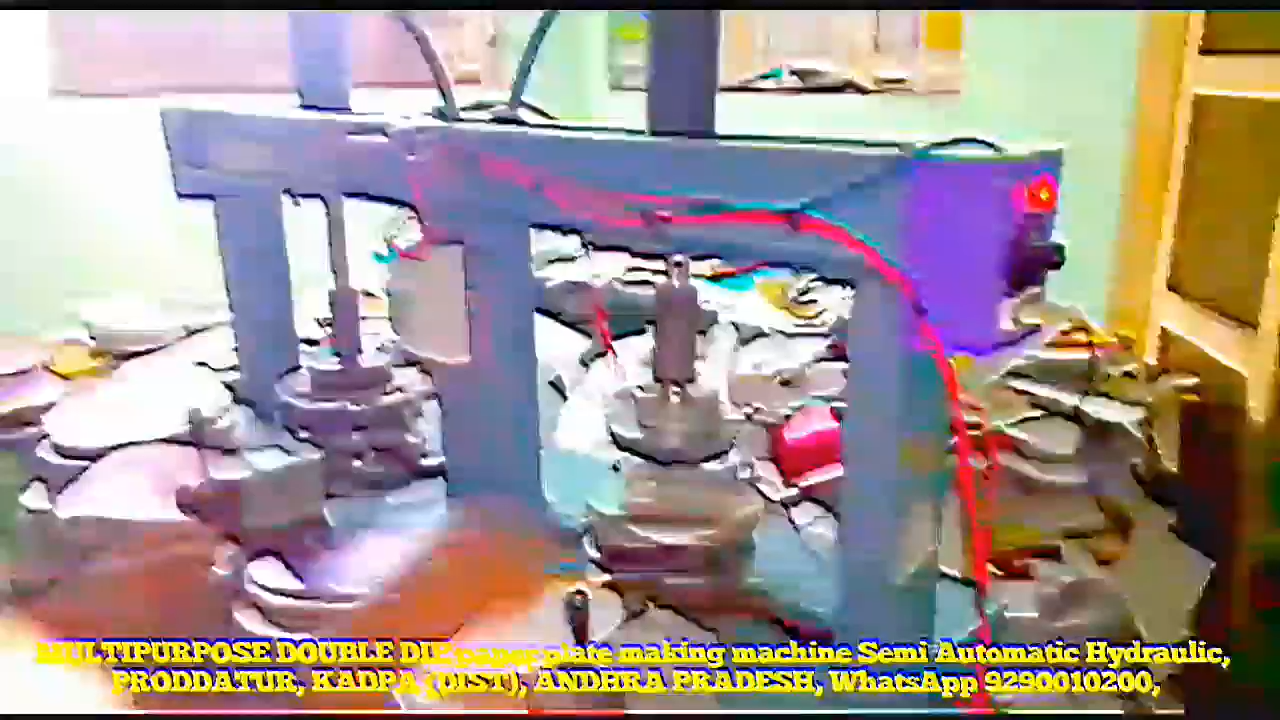 MULTIPURPOSE DOUBLE DIE paper plate making machine Semi Automatic Hydraulic,
PRODDATUR, KADPA (DIST), ANDHRA PRADESH, WhatsApp 9290010200,